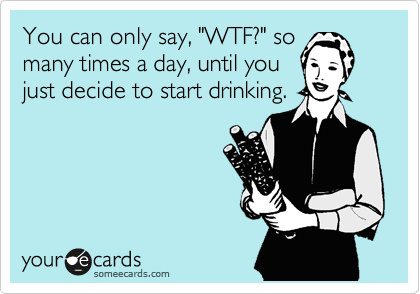 You can only say, "WTF?" so
many times a day, until you
just decide to start drinking.
your e cards
someecards.com